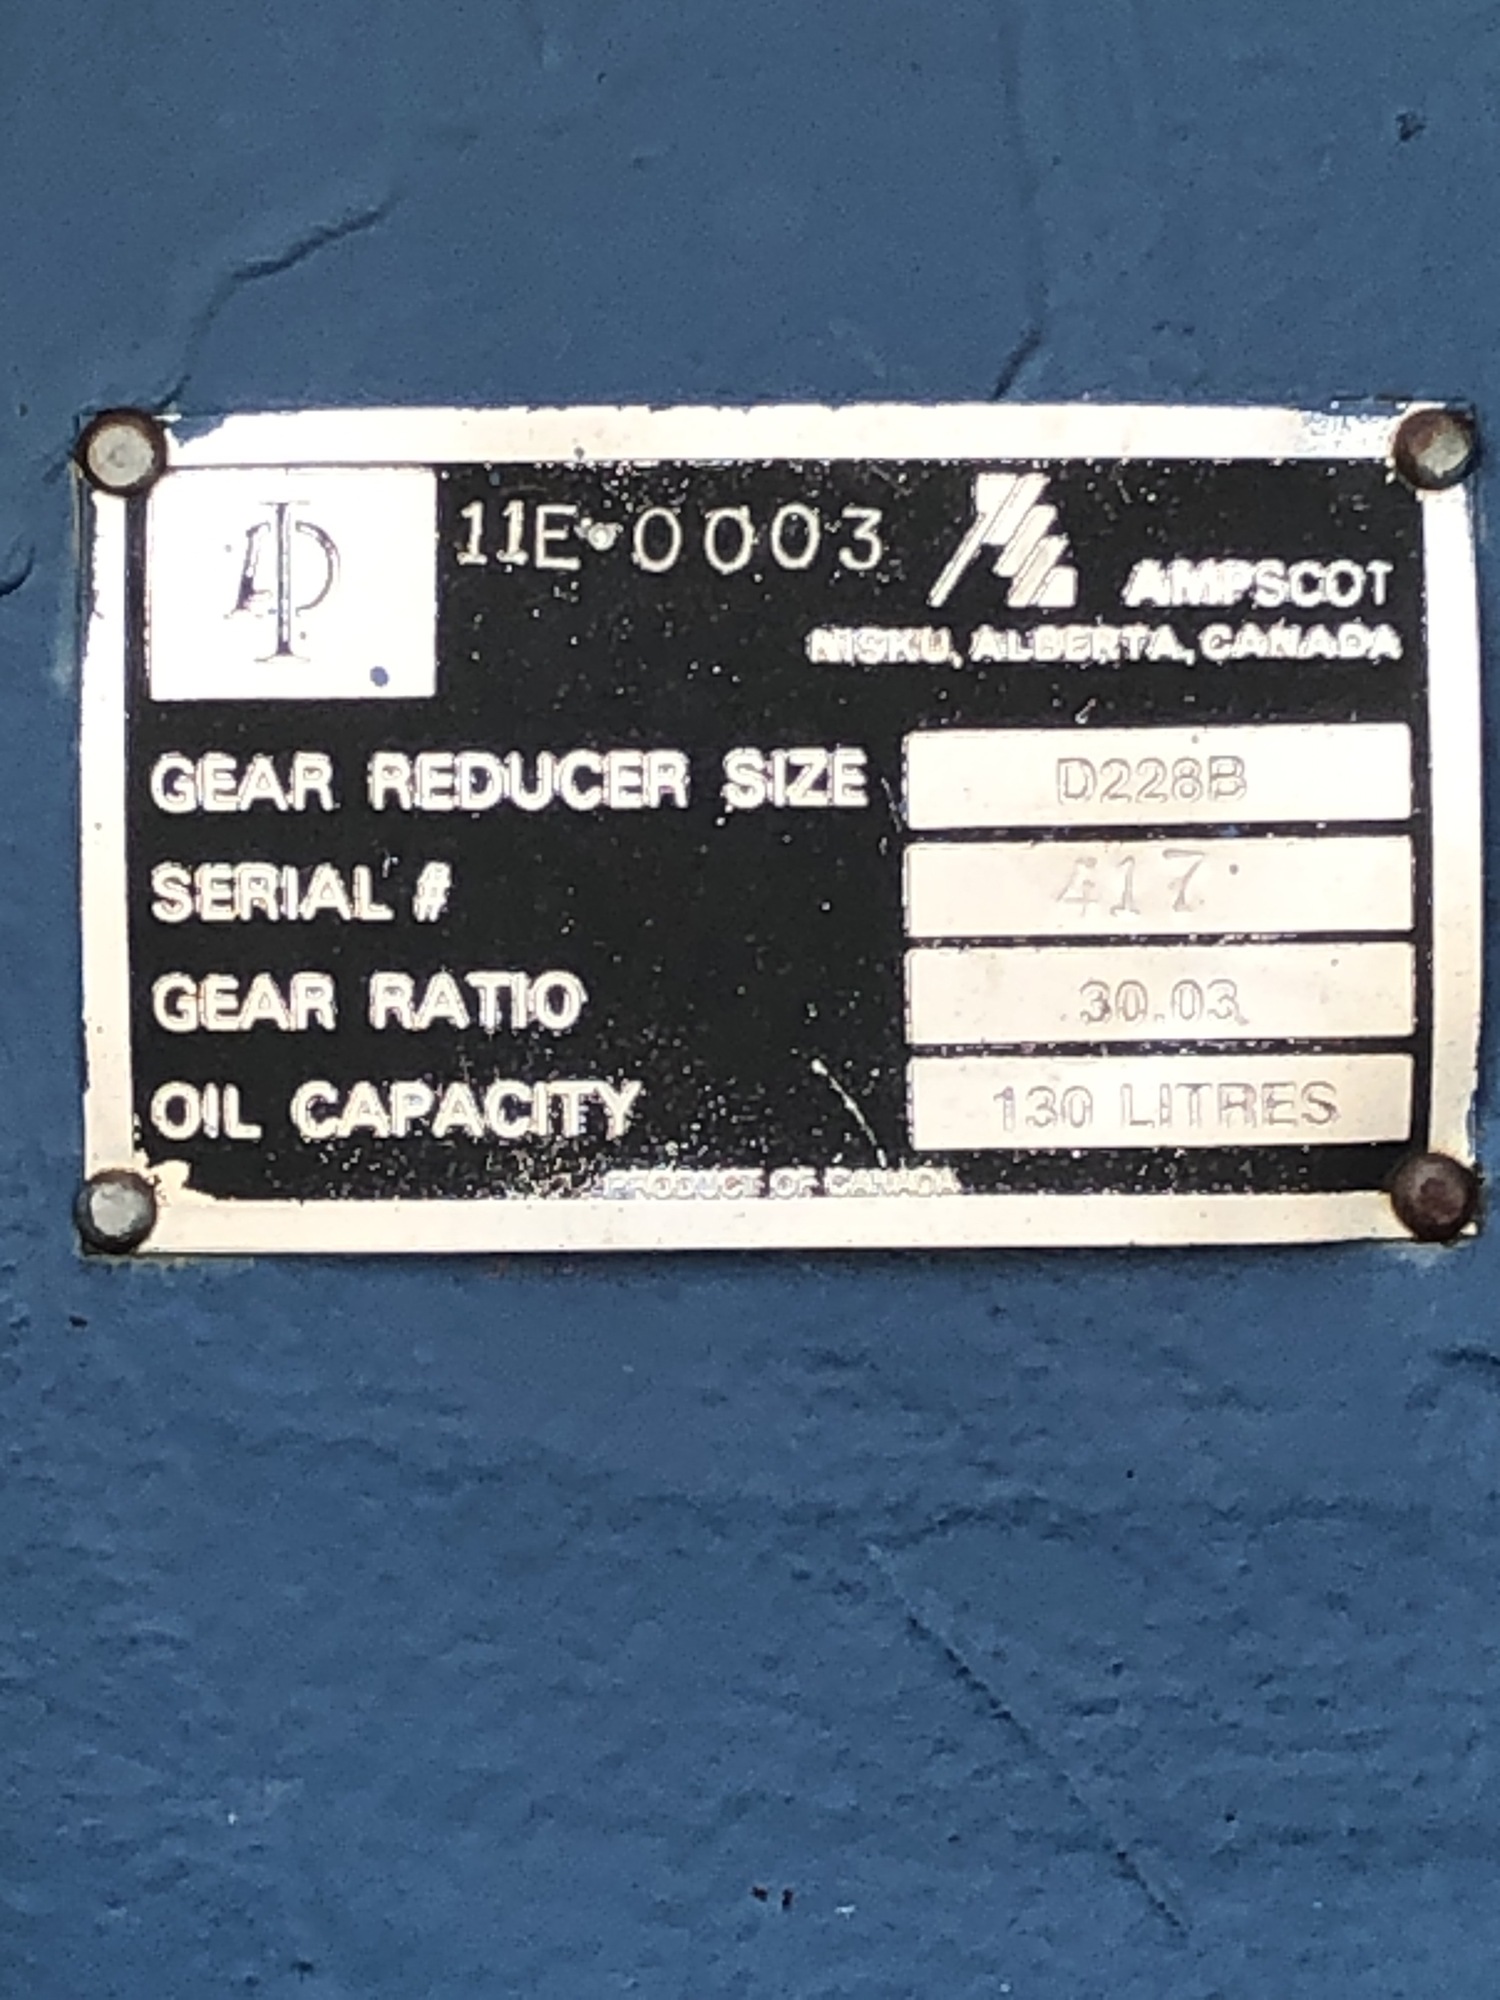 API 11E-0003 AMPSCOT
NISKU, ALBERTA, CANADA
GEAR REDUCER SIZE D228B
SERIAL # 417
GEAR RATIO 30.03
OIL CAPACITY 130 LITRES
PRODUCT OF CANADA